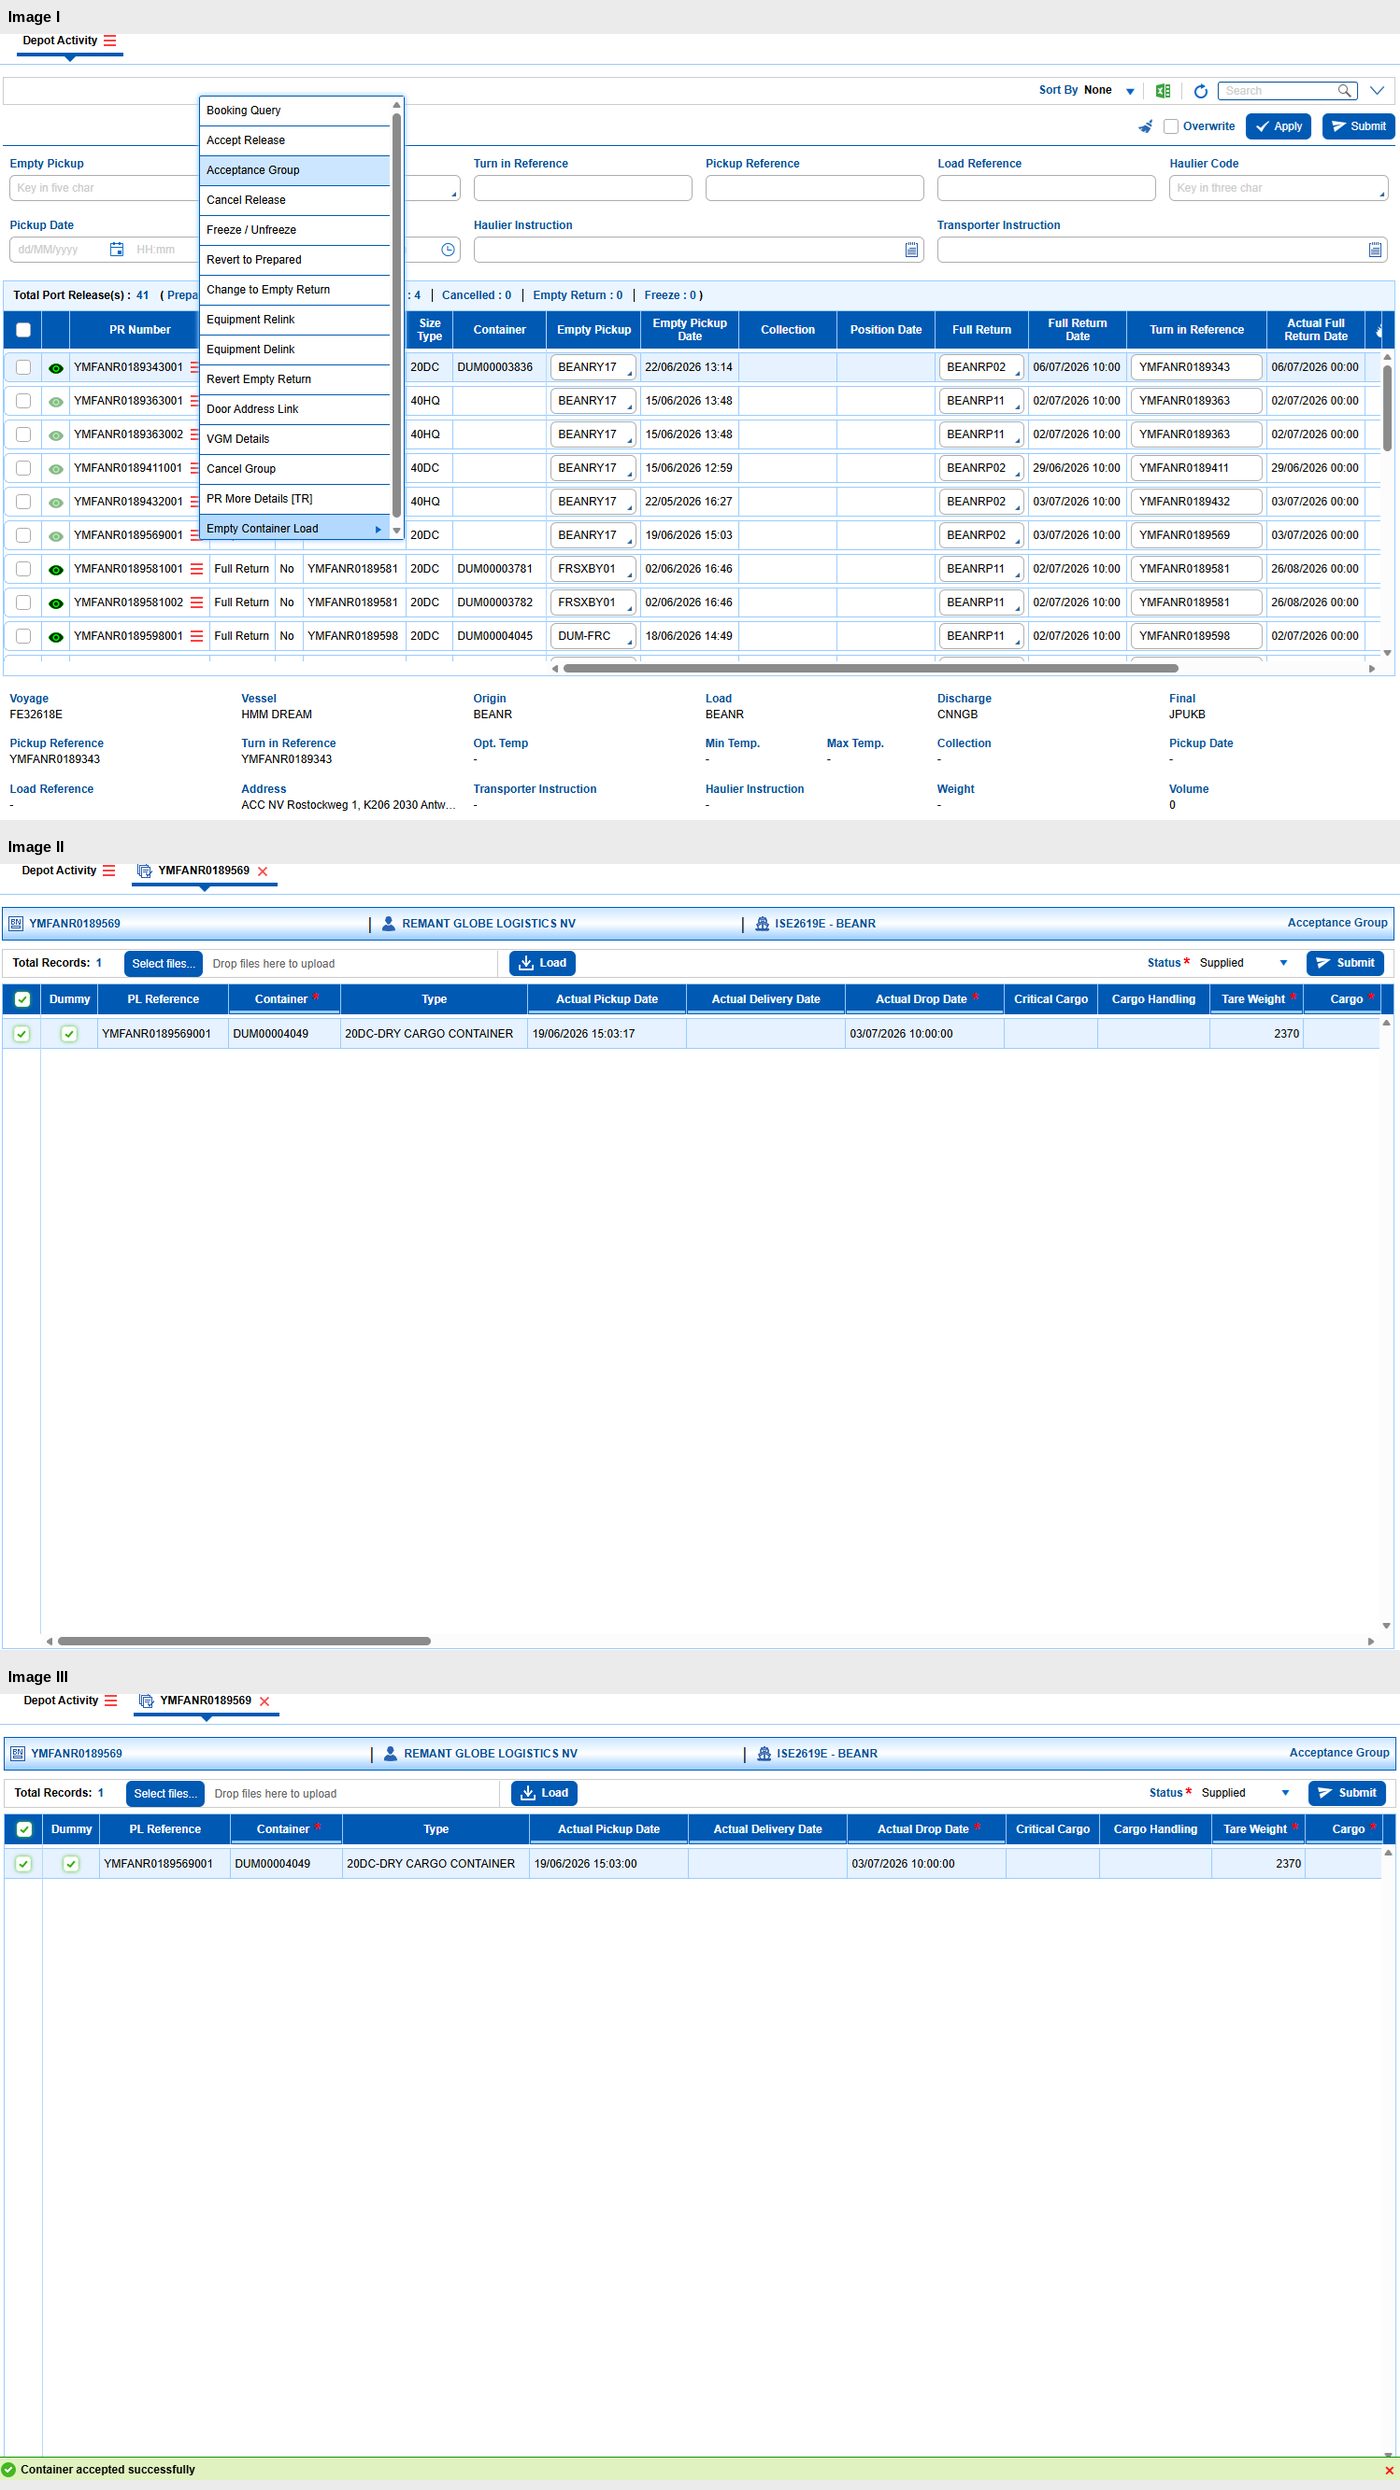 Image I
Depot Activity
Sort By None Search
Overwrite Apply Submit
Empty Pickup Turn in Reference Pickup Reference Load Reference Haulier Code
Key in five char Key in three char
Pickup Date Haulier Instruction Transporter Instruction
dd/MM/yyyy HH:mm
Booking Query
Accept Release
Acceptance Group
Cancel Release
Freeze / Unfreeze
Revert to Prepared
Change to Empty Return
Equipment Relink
Equipment Delink
Revert Empty Return
Door Address Link
VGM Details
Cancel Group
PR More Details [TR]
Empty Container Load
Total Port Release(s) : 41 ( Prepa : 4 | Cancelled : 0 | Empty Return : 0 | Freeze : 0 )
PR Number Size Type Container Empty Pickup Empty Pickup Date Collection Position Date Full Return Full Return Date Turn in Reference Actual Full Return Date
YMFANR0189343001 20DC DUM00003836 BEANRY17 22/06/2026 13:14 BEANRP02 06/07/2026 10:00 YMFANR0189343 06/07/2026 00:00
YMFANR0189363001 40HQ BEANRY17 15/06/2026 13:48 BEANRP11 02/07/2026 10:00 YMFANR0189363 02/07/2026 00:00
YMFANR0189363002 40HQ BEANRY17 15/06/2026 13:48 BEANRP11 02/07/2026 10:00 YMFANR0189363 02/07/2026 00:00
YMFANR0189411001 40DC BEANRY17 15/06/2026 12:59 BEANRP02 29/06/2026 10:00 YMFANR0189411 29/06/2026 00:00
YMFANR0189432001 40HQ BEANRY17 22/05/2026 16:27 BEANRP02 03/07/2026 10:00 YMFANR0189432 03/07/2026 00:00
YMFANR0189569001 20DC BEANRY17 19/06/2026 15:03 BEANRP02 03/07/2026 10:00 YMFANR0189569 03/07/2026 00:00
YMFANR0189581001 Full Return No YMFANR0189581 20DC DUM00003781 FRSXBY01 02/06/2026 16:46 BEANRP11 02/07/2026 10:00 YMFANR0189581 26/08/2026 00:00
YMFANR0189581002 Full Return No YMFANR0189581 20DC DUM00003782 FRSXBY01 02/06/2026 16:46 BEANRP11 02/07/2026 10:00 YMFANR0189581 26/08/2026 00:00
YMFANR0189598001 Full Return No YMFANR0189598 20DC DUM00004045 DUM-FRC 18/06/2026 14:49 BEANRP11 02/07/2026 10:00 YMFANR0189598 02/07/2026 00:00
Voyage Vessel Origin Load Discharge Final
FE32618E HMM DREAM BEANR BEANR CNNGB JPUKB
Pickup Reference Turn in Reference Opt. Temp Min Temp. Max Temp. Collection Pickup Date
YMFANR0189343 YMFANR0189343 - - - - -
Load Reference Address Transporter Instruction Haulier Instruction Weight Volume
- ACC NV Rostockweg 1, K206 2030 Antw... - - - 0
Image II
Depot Activity YMFANR0189569
BN YMFANR0189569 | REMANT GLOBE LOGISTICS NV | ISE2619E - BEANR Acceptance Group
Total Records: 1 Select files... Drop files here to upload Load Status * Supplied Submit
Dummy PL Reference Container * Type Actual Pickup Date Actual Delivery Date Actual Drop Date * Critical Cargo Cargo Handling Tare Weight * Cargo *
YMFANR0189569001 DUM00004049 20DC-DRY CARGO CONTAINER 19/06/2026 15:03:17 03/07/2026 10:00:00 2370
Image III
Depot Activity YMFANR0189569
BN YMFANR0189569 | REMANT GLOBE LOGISTICS NV | ISE2619E - BEANR Acceptance Group
Total Records: 1 Select files... Drop files here to upload Load Status * Supplied Submit
Dummy PL Reference Container * Type Actual Pickup Date Actual Delivery Date Actual Drop Date * Critical Cargo Cargo Handling Tare Weight * Cargo *
YMFANR0189569001 DUM00004049 20DC-DRY CARGO CONTAINER 19/06/2026 15:03:00 03/07/2026 10:00:00 2370
Container accepted successfully